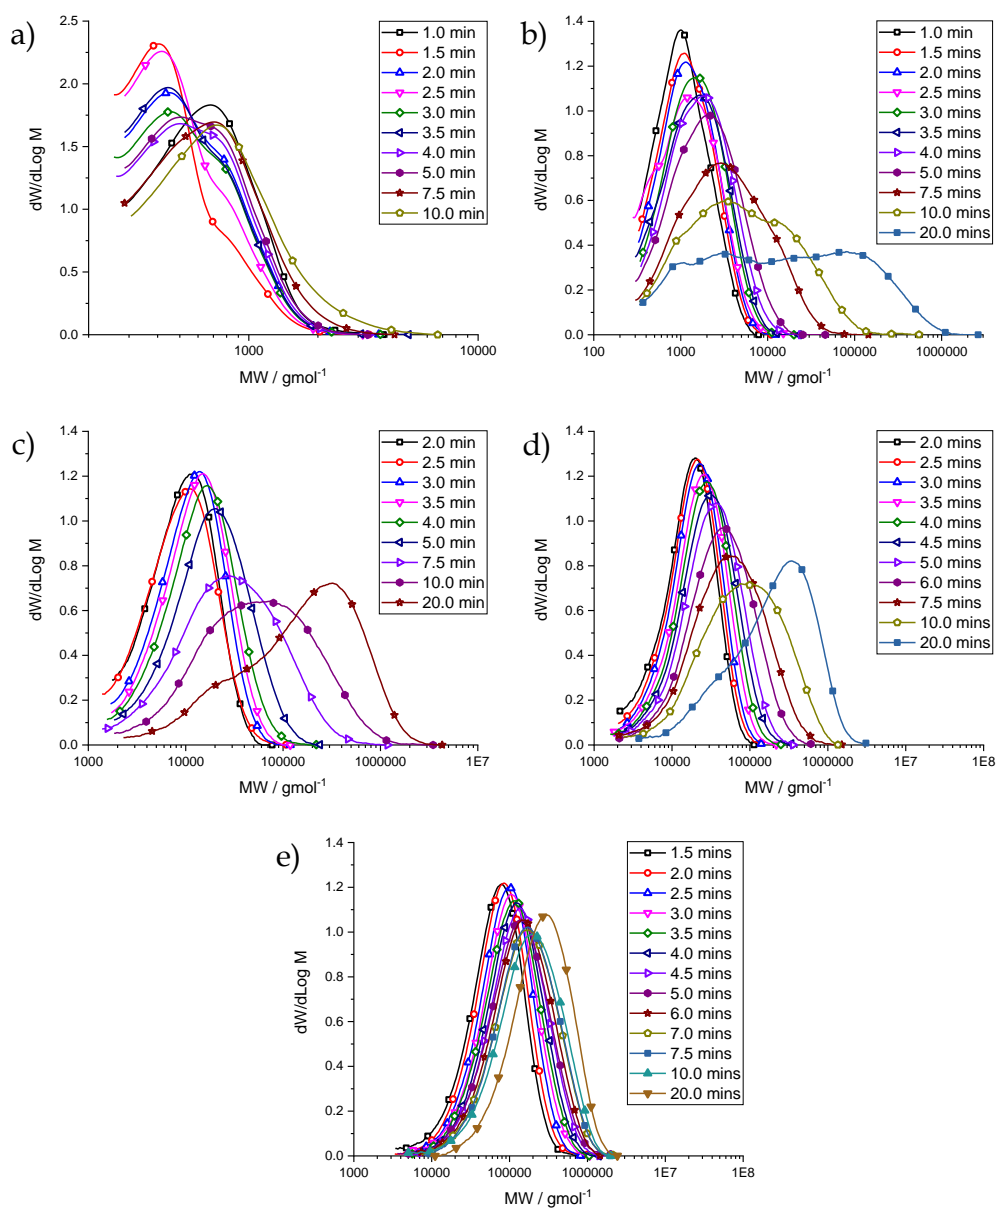 a)
2.5
2.0
1.5
1.0
0.5
0.0
dW/dLog M
1000
10000
MW / gmol⁻¹
1.0 min
1.5 min
2.0 min
2.5 min
3.0 min
3.5 min
4.0 min
5.0 min
7.5 min
10.0 min
b)
1.4
1.2
1.0
0.8
0.6
0.4
0.2
0.0
dW/dLog M
100
1000
10000
100000
1000000
MW / gmol⁻¹
1.0 min
1.5 mins
2.0 mins
2.5 mins
3.0 mins
3.5 mins
4.0 mins
5.0 mins
7.5 mins
10.0 mins
20.0 mins
c)
1.4
1.2
1.0
0.8
0.6
0.4
0.2
0.0
dW/dLog M
1000
10000
100000
1000000
1E7
MW / gmol⁻¹
2.0 min
2.5 min
3.0 min
3.5 min
4.0 min
5.0 min
7.5 min
10.0 min
20.0 min
d)
1.4
1.2
1.0
0.8
0.6
0.4
0.2
0.0
dW/dLog M
1000
10000
100000
1000000
1E7
1E8
MW / gmol⁻¹
2.0 mins
2.5 mins
3.0 mins
3.5 mins
4.0 mins
4.5 mins
5.0 mins
6.0 mins
7.5 mins
10.0 mins
20.0 mins
e)
1.4
1.2
1.0
0.8
0.6
0.4
0.2
0.0
dW/dLog M
1000
10000
100000
1000000
1E7
1E8
MW / gmol⁻¹
1.5 mins
2.0 mins
2.5 mins
3.0 mins
3.5 mins
4.0 mins
4.5 mins
5.0 mins
6.0 mins
7.0 mins
7.5 mins
10.0 mins
20.0 mins